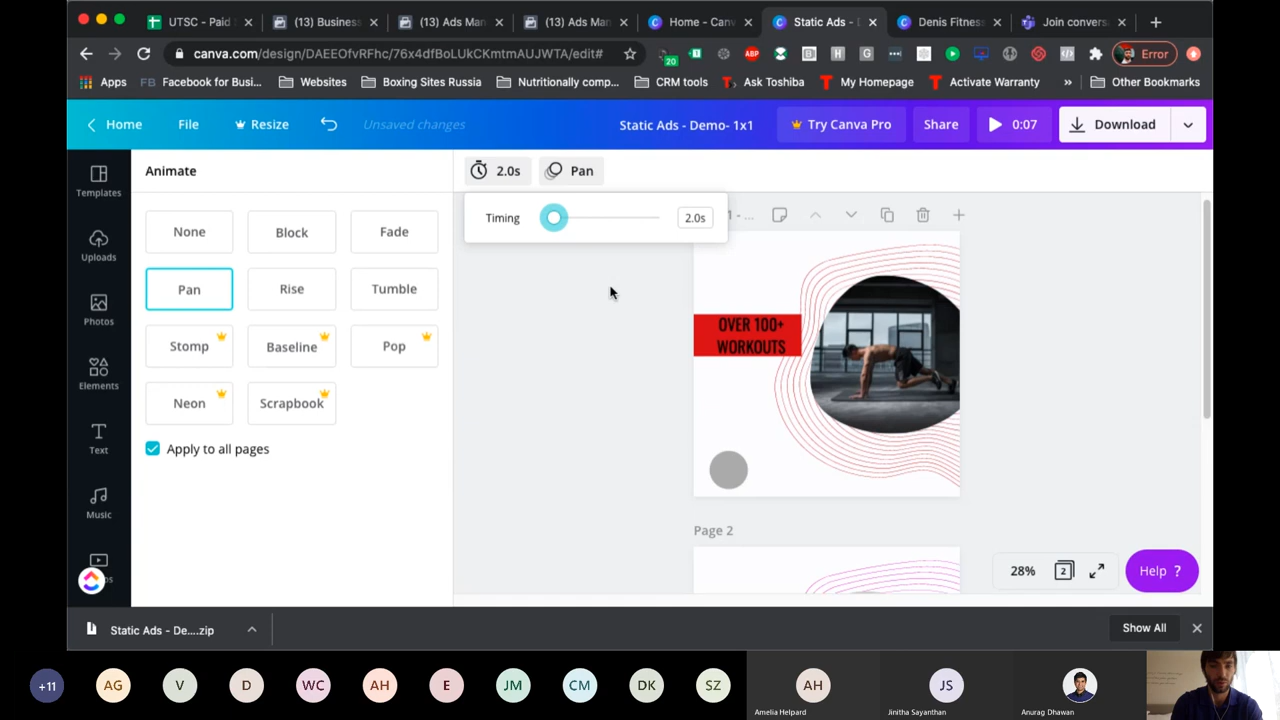 UTSC - Paid
(13) Business
(13) Ads Man
(13) Ads Man
Home - Canv
Static Ads - D
Denis Fitness
Join convers
canva.com/design/DAEEOfvRFhc/76x4dfBoLUCKmtmAUJWTA/edit#
20
ABP
H
G
Error
Apps
FB Facebook for Busi...
Websites
Boxing Sites Russia
Nutritionally comp...
CRM tools
Ask Toshiba
My Homepage
Activate Warranty
»
Other Bookmarks
Home
File
Resize
Unsaved changes
Static Ads - Demo- 1x1
Try Canva Pro
Share
0:07
Download
Templates
Uploads
Photos
Elements
Text
Music
Animate
None
Block
Fade
Pan
Rise
Tumble
Stomp
Baseline
Pop
Neon
Scrapbook
Apply to all pages
2.0s
Pan
Timing
2.0s
1 - ...
OVER 100+
WORKOUTS
Page 2
28%
2
Help ?
Static Ads - De....zip
Show All
+11
AG
V
D
WC
AH
E
JM
CM
DK
SZ
AH
Amelia Helpard
JS
Jinitha Sayanthan
Anurag Dhawan